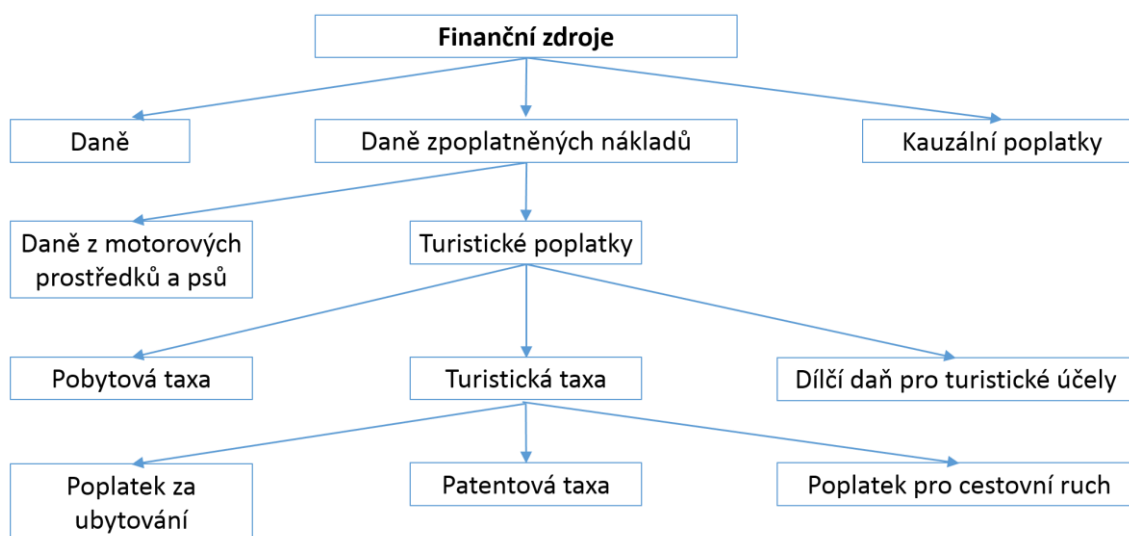 Finanční zdroje
Daně
Daně zpoplatněných nákladů
Kauzální poplatky
Daně z motorových
prostředků a psů
Turistické poplatky
Pobytová taxa
Turistická taxa
Dílčí daň pro turistické účely
Poplatek za
ubytování
Patentová taxa
Poplatek pro cestovní ruch